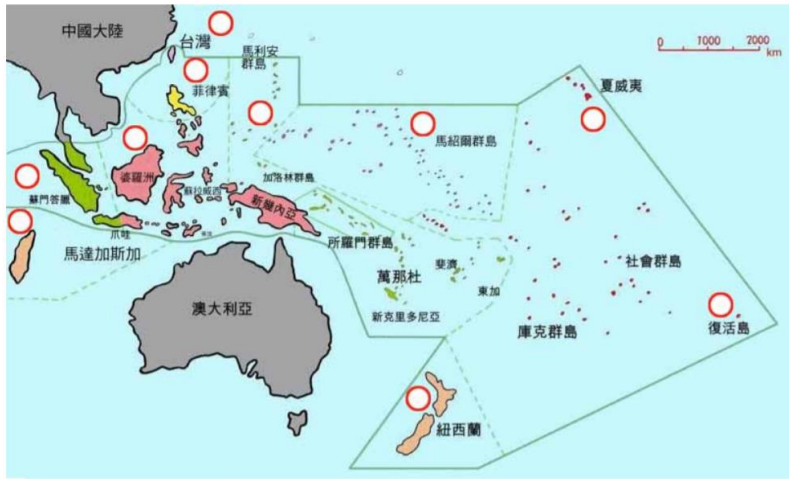 中國大陸
台灣
馬利安
群島
0 1000 2000
km
菲律賓
夏威夷
馬紹爾群島
婆羅洲
加洛林群島
蘇門答臘
蘇拉威西
新幾內亞
爪哇
馬達加斯加
所羅門群島
萬那杜
斐濟
東加
社會群島
澳大利亞
新克里多尼亞
庫克群島
復活島
紐西蘭